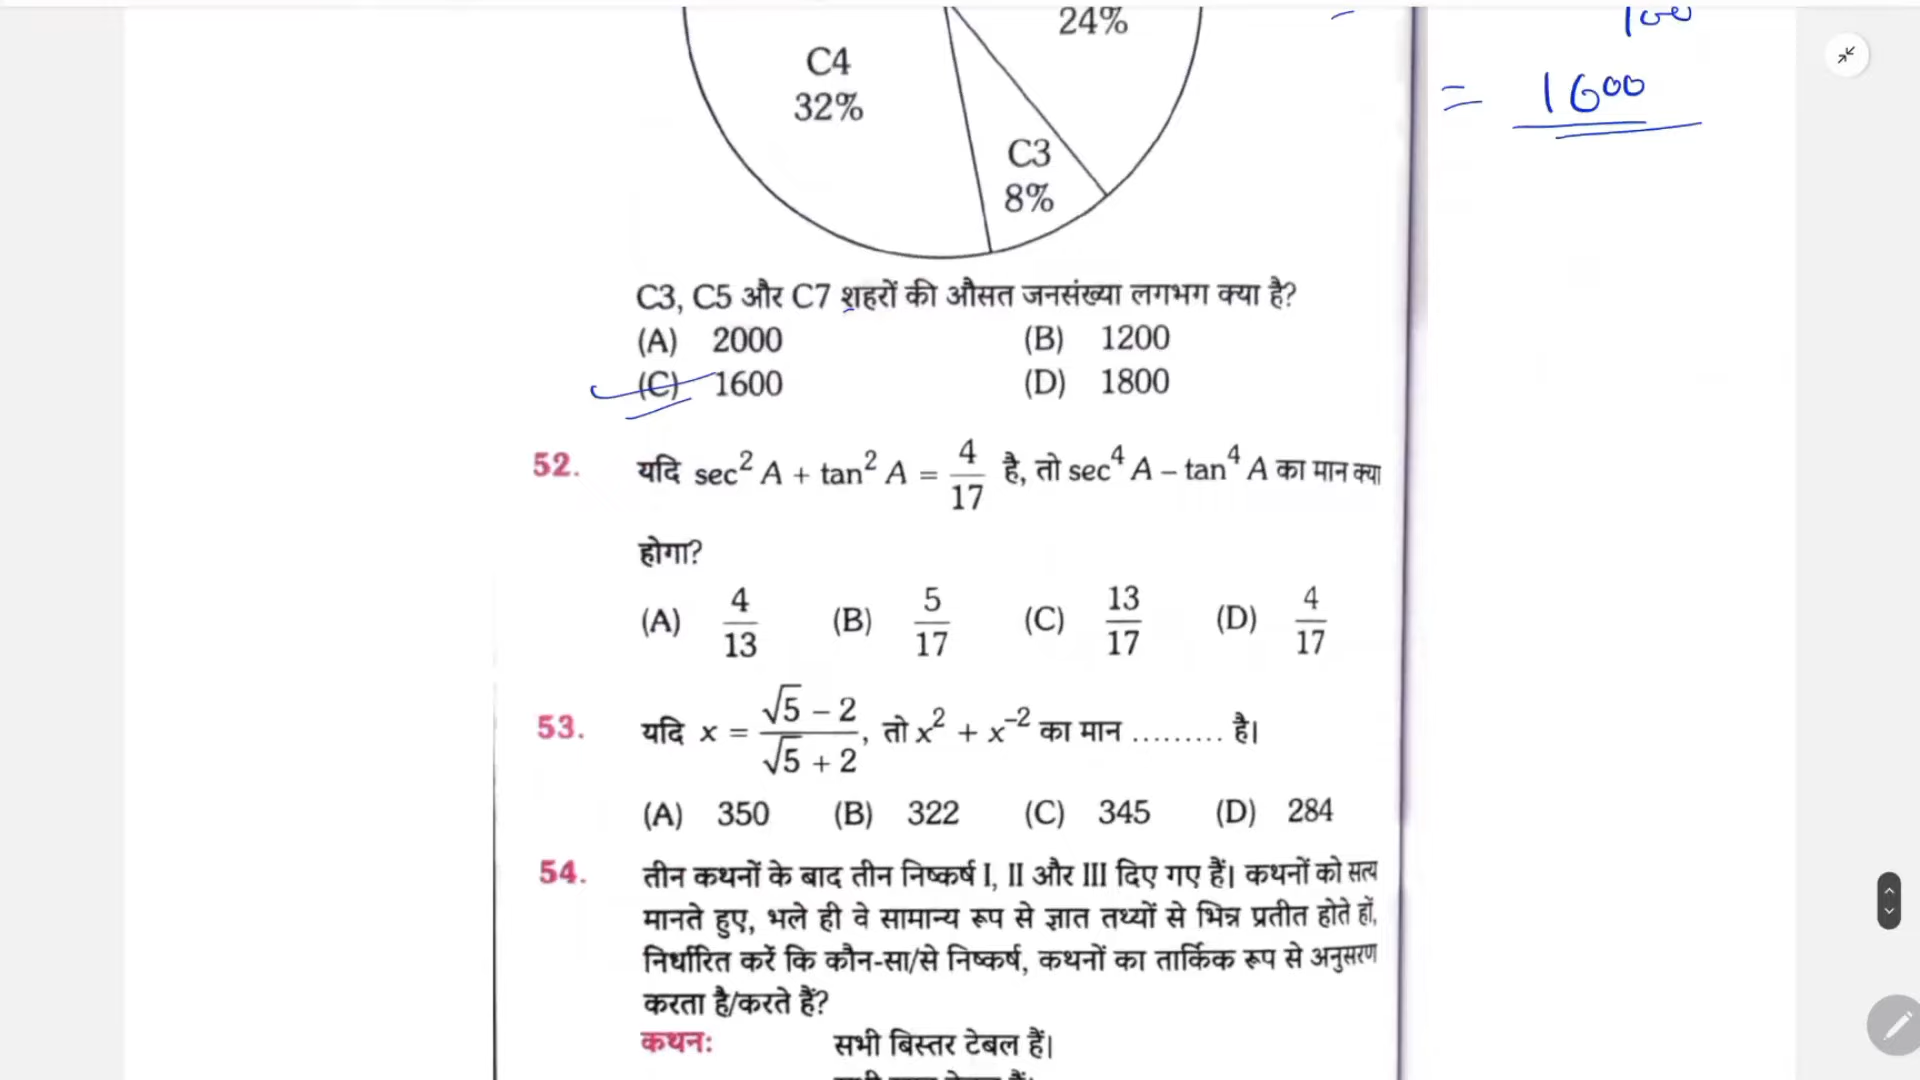 24%
=
100
C4
32%
= 1600
C3
8%
C3, C5 और C7 शहरों की औसत जनसंख्या लगभग क्या है?
(A) 2000 (B) 1200
(C) 1600 (D) 1800
52. यदि sec² A + tan² A = 4/17 है, तो sec⁴ A – tan⁴ A का मान क्या
होगा?
(A) 4/13 (B) 5/17 (C) 13/17 (D) 4/17
53. यदि x = (√5 – 2)/(√5 + 2), तो x² + x⁻² का मान ......... है।
(A) 350 (B) 322 (C) 345 (D) 284
54. तीन कथनों के बाद तीन निष्कर्ष I, II और III दिए गए हैं। कथनों को सत्य
मानते हुए, भले ही वे सामान्य रूप से ज्ञात तथ्यों से भिन्न प्रतीत होते हों,
निर्धारित करें कि कौन-सा/से निष्कर्ष, कथनों का तार्किक रूप से अनुसरण
करता है/करते हैं?
कथन: सभी बिस्तर टेबल हैं।